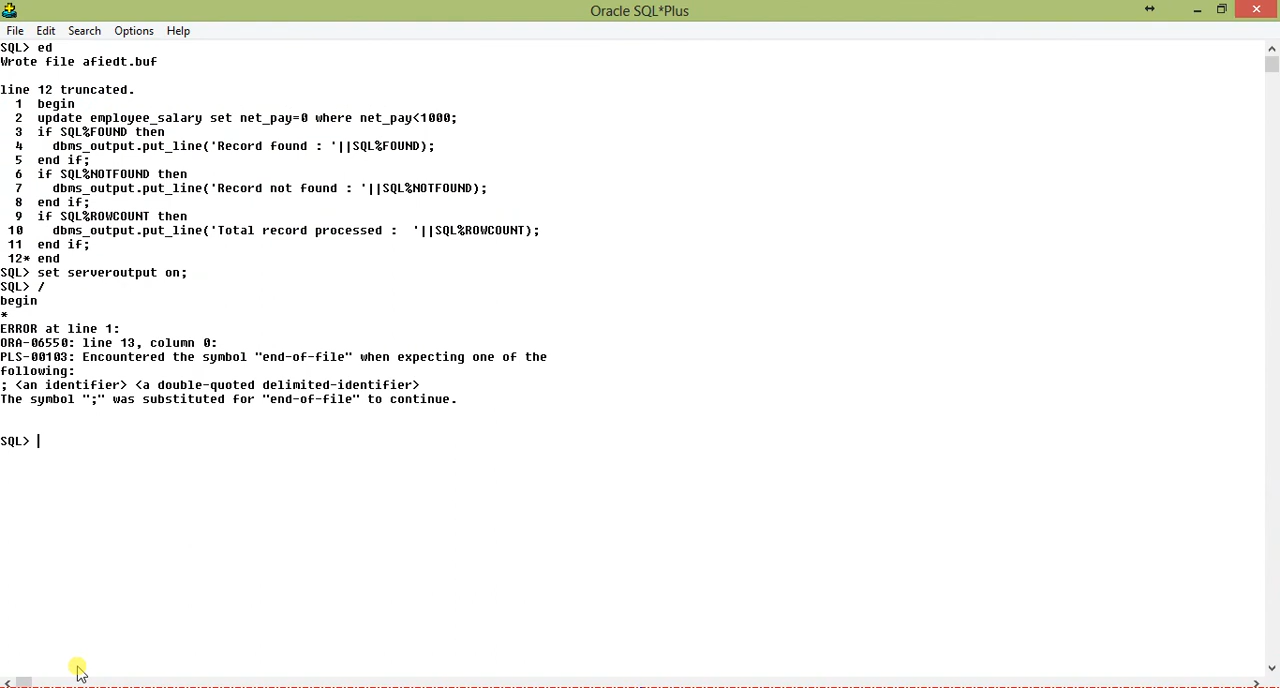 Oracle SQL*Plus
File Edit Search Options Help
SQL> ed
Wrote file afiedt.buf
line 12 truncated.
1 begin
2 update employee_salary set net_pay=0 where net_pay<1000;
3 if SQL%FOUND then
4 dbms_output.put_line('Record found : '||SQL%FOUND);
5 end if;
6 if SQL%NOTFOUND then
7 dbms_output.put_line('Record not found : '||SQL%NOTFOUND);
8 end if;
9 if SQL%ROWCOUNT then
10 dbms_output.put_line('Total record processed :  '||SQL%ROWCOUNT);
11 end if;
12* end
SQL> set serveroutput on;
SQL> /
begin
*
ERROR at line 1:
ORA-06550: line 13, column 0:
PLS-00103: Encountered the symbol "end-of-file" when expecting one of the
following:
; <an identifier> <a double-quoted delimited-identifier>
The symbol ";" was substituted for "end-of-file" to continue.
SQL>